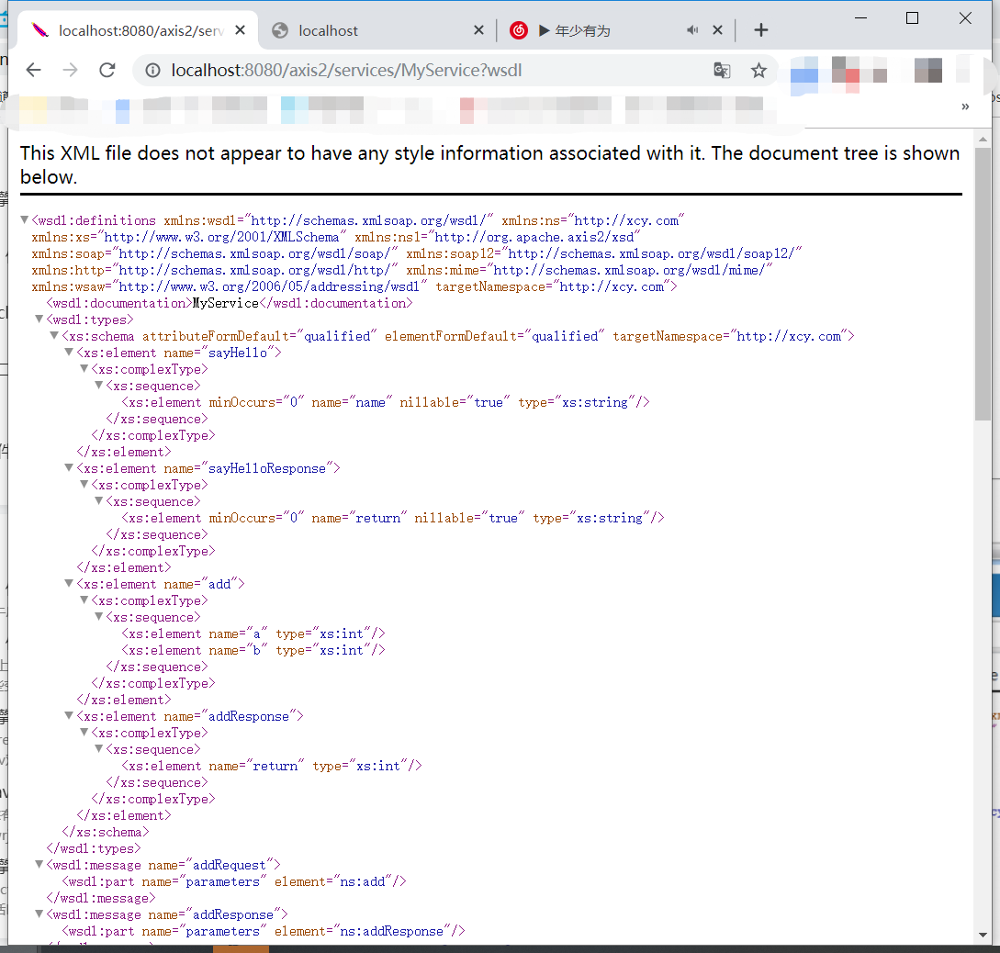 localhost:8080/axis2/serv
localhost
年少有为
localhost:8080/axis2/services/MyService?wsdl
»
This XML file does not appear to have any style information associated with it. The document tree is shown
below.
▼<wsdl:definitions xmlns:wsdl="http://schemas.xmlsoap.org/wsdl/" xmlns:ns="http://xcy.com"
xmlns:xs="http://www.w3.org/2001/XMLSchema" xmlns:ns1="http://org.apache.axis2/xsd"
xmlns:soap="http://schemas.xmlsoap.org/wsdl/soap/" xmlns:soap12="http://schemas.xmlsoap.org/wsdl/soap12/"
xmlns:http="http://schemas.xmlsoap.org/wsdl/http/" xmlns:mime="http://schemas.xmlsoap.org/wsdl/mime/"
xmlns:wsaw="http://www.w3.org/2006/05/addressing/wsdl" targetNamespace="http://xcy.com">
<wsdl:documentation>MyService</wsdl:documentation>
▼<wsdl:types>
▼<xs:schema attributeFormDefault="qualified" elementFormDefault="qualified" targetNamespace="http://xcy.com">
▼<xs:element name="sayHello">
▼<xs:complexType>
▼<xs:sequence>
<xs:element minOccurs="0" name="name" nillable="true" type="xs:string"/>
</xs:sequence>
</xs:complexType>
</xs:element>
▼<xs:element name="sayHelloResponse">
▼<xs:complexType>
▼<xs:sequence>
<xs:element minOccurs="0" name="return" nillable="true" type="xs:string"/>
</xs:sequence>
</xs:complexType>
</xs:element>
▼<xs:element name="add">
▼<xs:complexType>
▼<xs:sequence>
<xs:element name="a" type="xs:int"/>
<xs:element name="b" type="xs:int"/>
</xs:sequence>
</xs:complexType>
</xs:element>
▼<xs:element name="addResponse">
▼<xs:complexType>
▼<xs:sequence>
<xs:element name="return" type="xs:int"/>
</xs:sequence>
</xs:complexType>
</xs:element>
</xs:schema>
</wsdl:types>
▼<wsdl:message name="addRequest">
<wsdl:part name="parameters" element="ns:add"/>
</wsdl:message>
▼<wsdl:message name="addResponse">
<wsdl:part name="parameters" element="ns:addResponse"/>